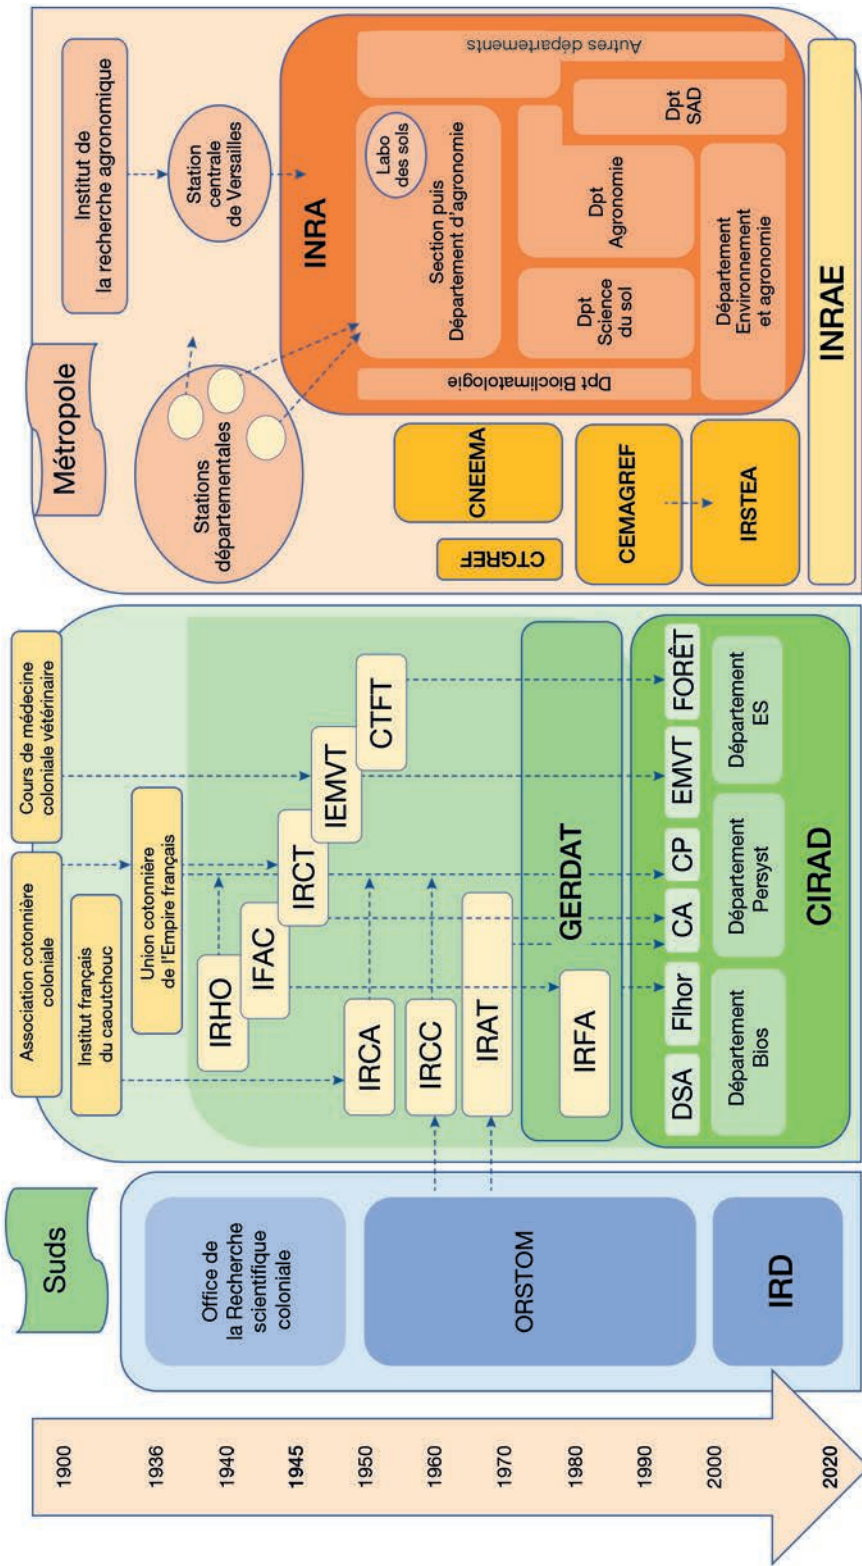 1900
1936
1940
1945
1950
1960
1970
1980
1990
2000
2020
Suds
Office de
la Recherche
scientifique
coloniale
ORSTOM
IRD
Association cotonnière
coloniale
Cours de médecine
coloniale vétérinaire
Institut français
du caoutchouc
Union cotonnière
de l'Empire français
IRHO
IFAC
IRCT
IEMVT
CTFT
IRCA
IRCC
IRAT
GERDAT
IRFA
DSA
Flhor
CA
CP
EMVT
FORÊT
Département
Bios
Département
Persyst
Département
ES
CIRAD
Métropole
Institut de
la recherche agronomique
Stations
départementales
Station
centrale
de Versailles
INRA
Section puis
Département d'agronomie
Labo
des sols
Autres départements
Dpt Bioclimatologie
Dpt
Science
du sol
Dpt
Agronomie
Dpt
SAD
Département
Environnement
et agronomie
CTGREF
CNEEMA
CEMAGREF
IRSTEA
INRAE